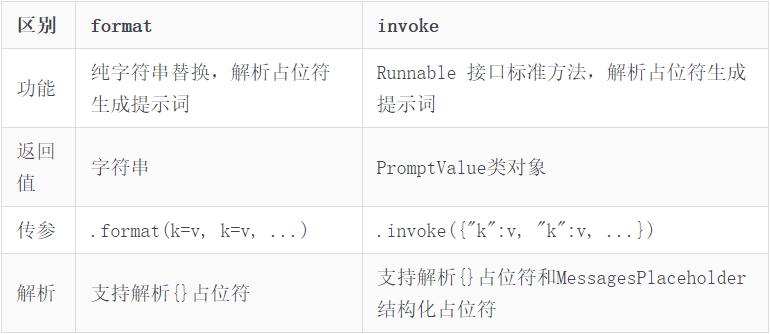 区别 format invoke
功能 纯字符串替换，解析占位符生成提示词 Runnable 接口标准方法，解析占位符生成提示词
返回值 字符串 PromptValue类对象
传参 .format(k=v, k=v, ...) .invoke({"k":v, "k":v, ...})
解析 支持解析{}占位符 支持解析{}占位符和MessagesPlaceholder结构化占位符